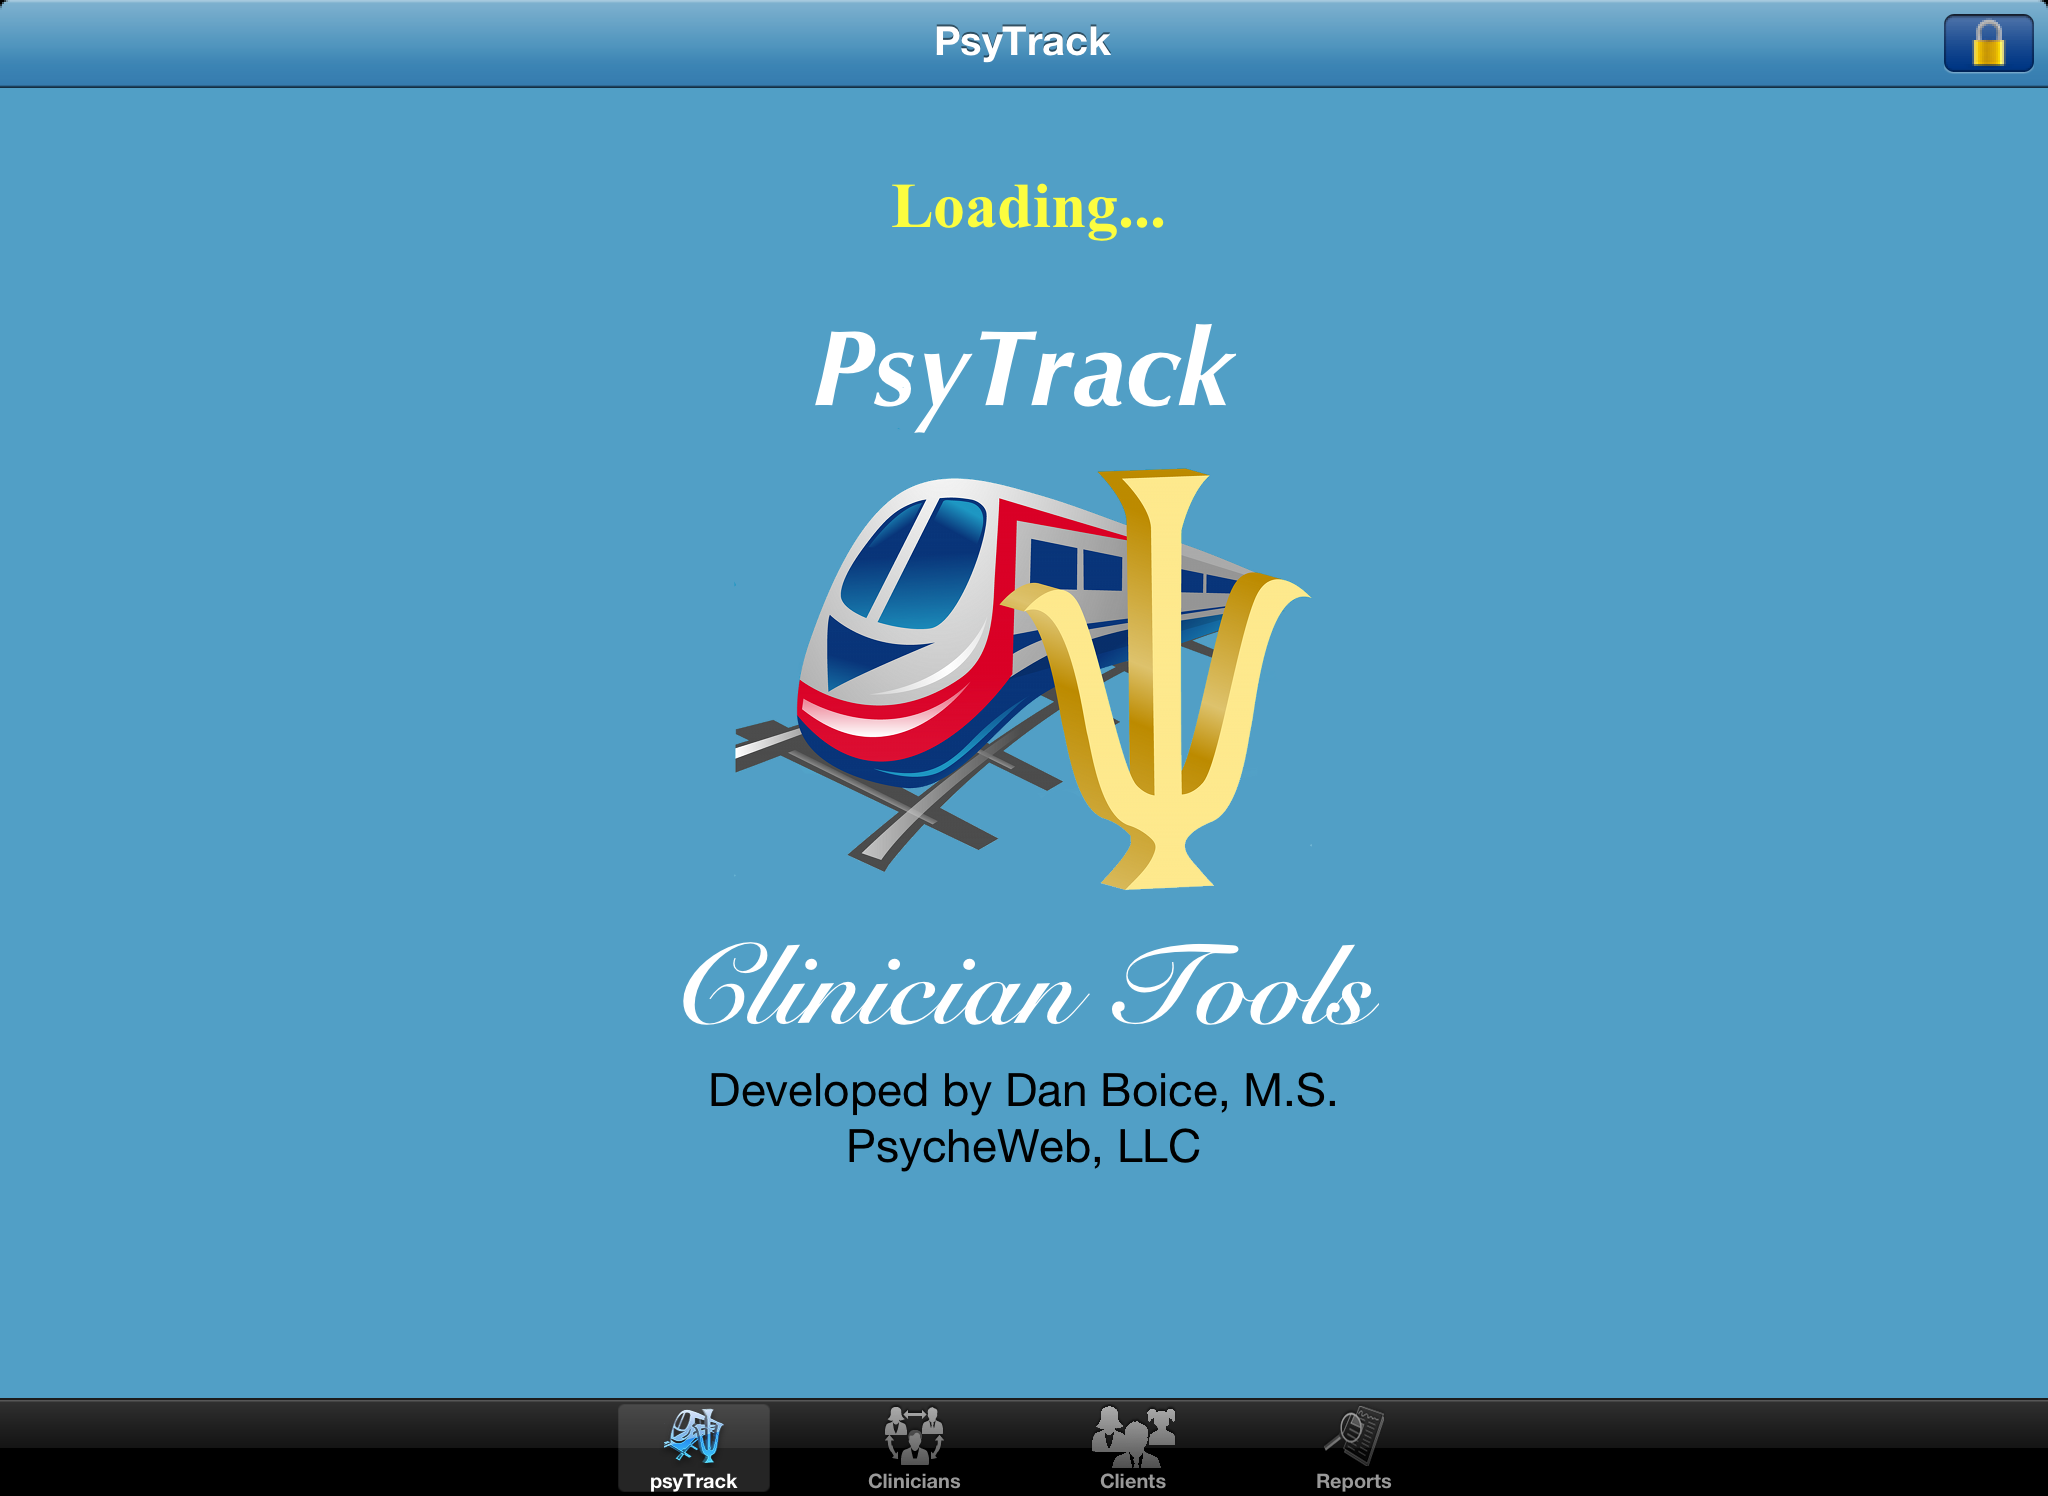 PsyTrack
Loading...
PsyTrack
Clinician Tools
Developed by Dan Boice, M.S.
PsycheWeb, LLC
psyTrack
Clinicians
Clients
Reports